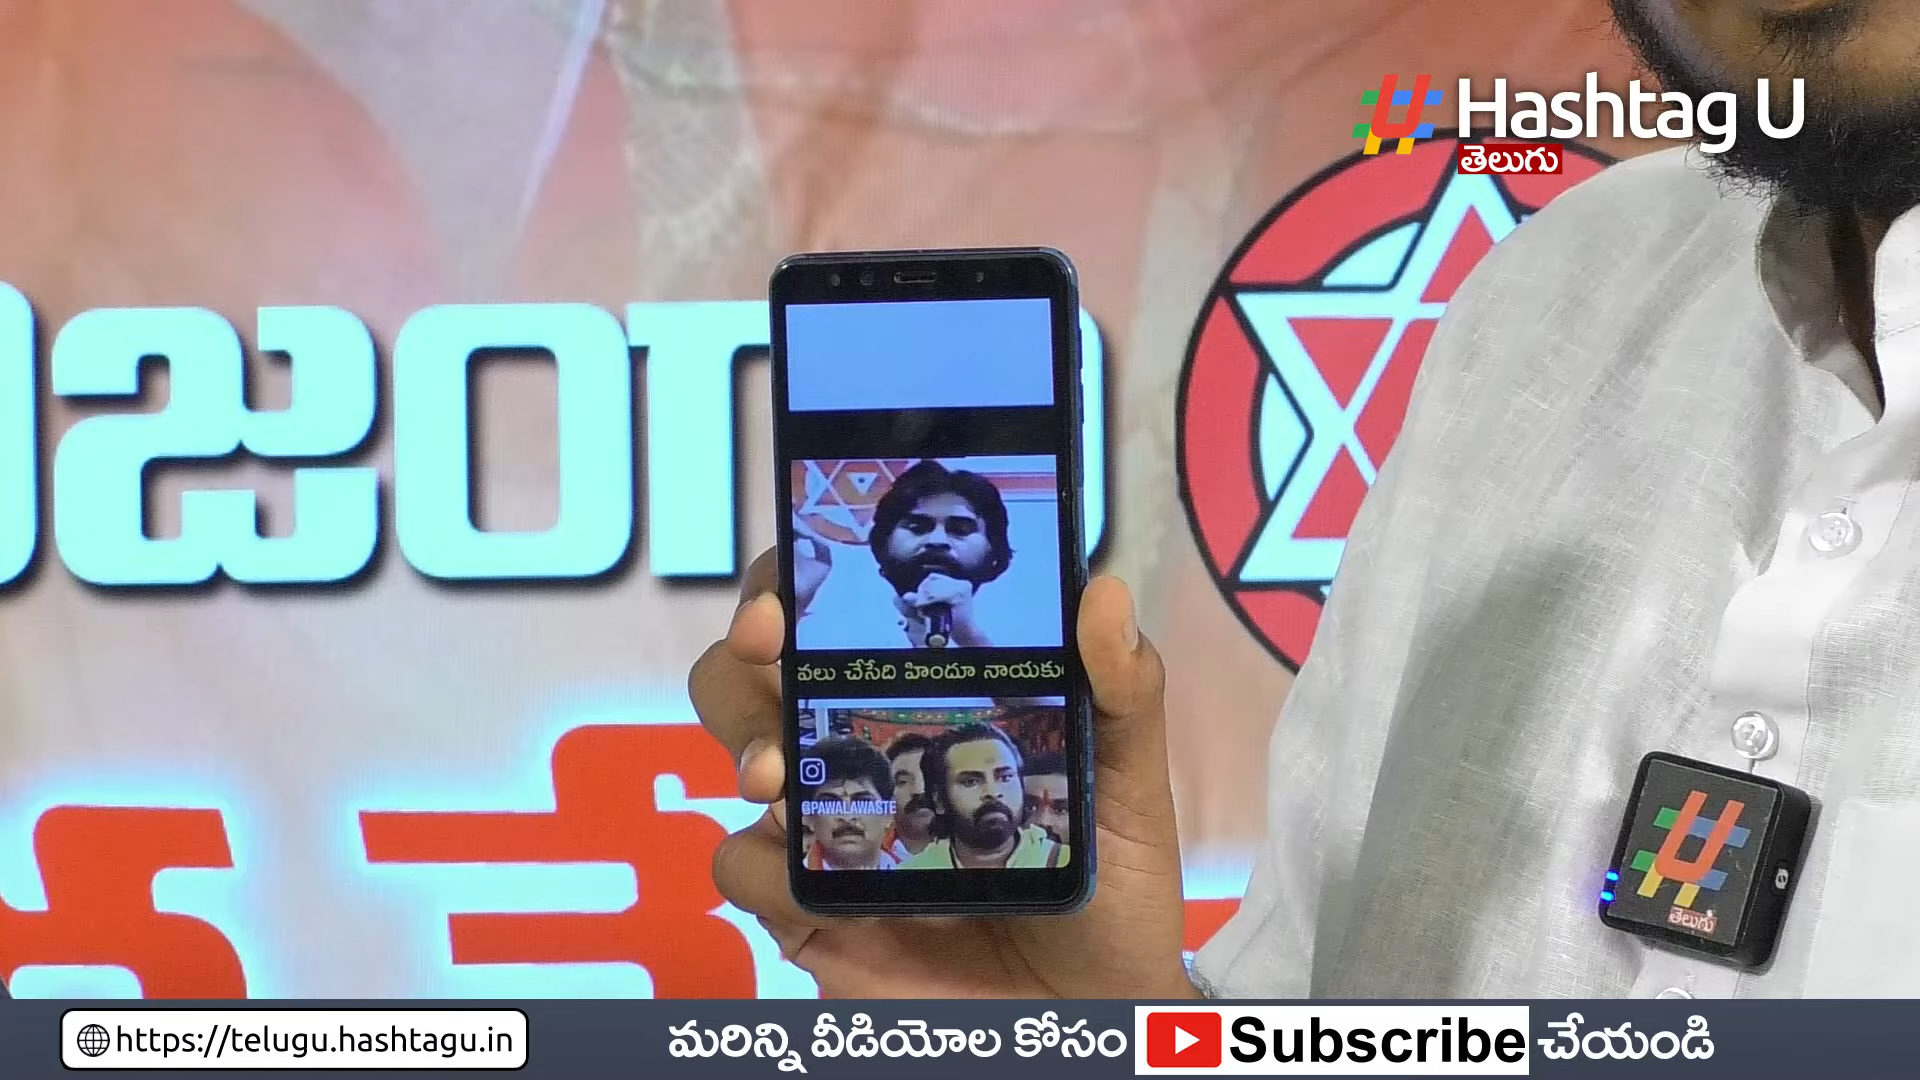 Hashtag U
తెలుగు
జంగా
వలు చేసేది హిందూ నాయకు
@PAWALAWASTE
తెలుగు
https://telugu.hashtagu.in
మరిన్ని వీడియోల కోసం Subscribe చేయండి